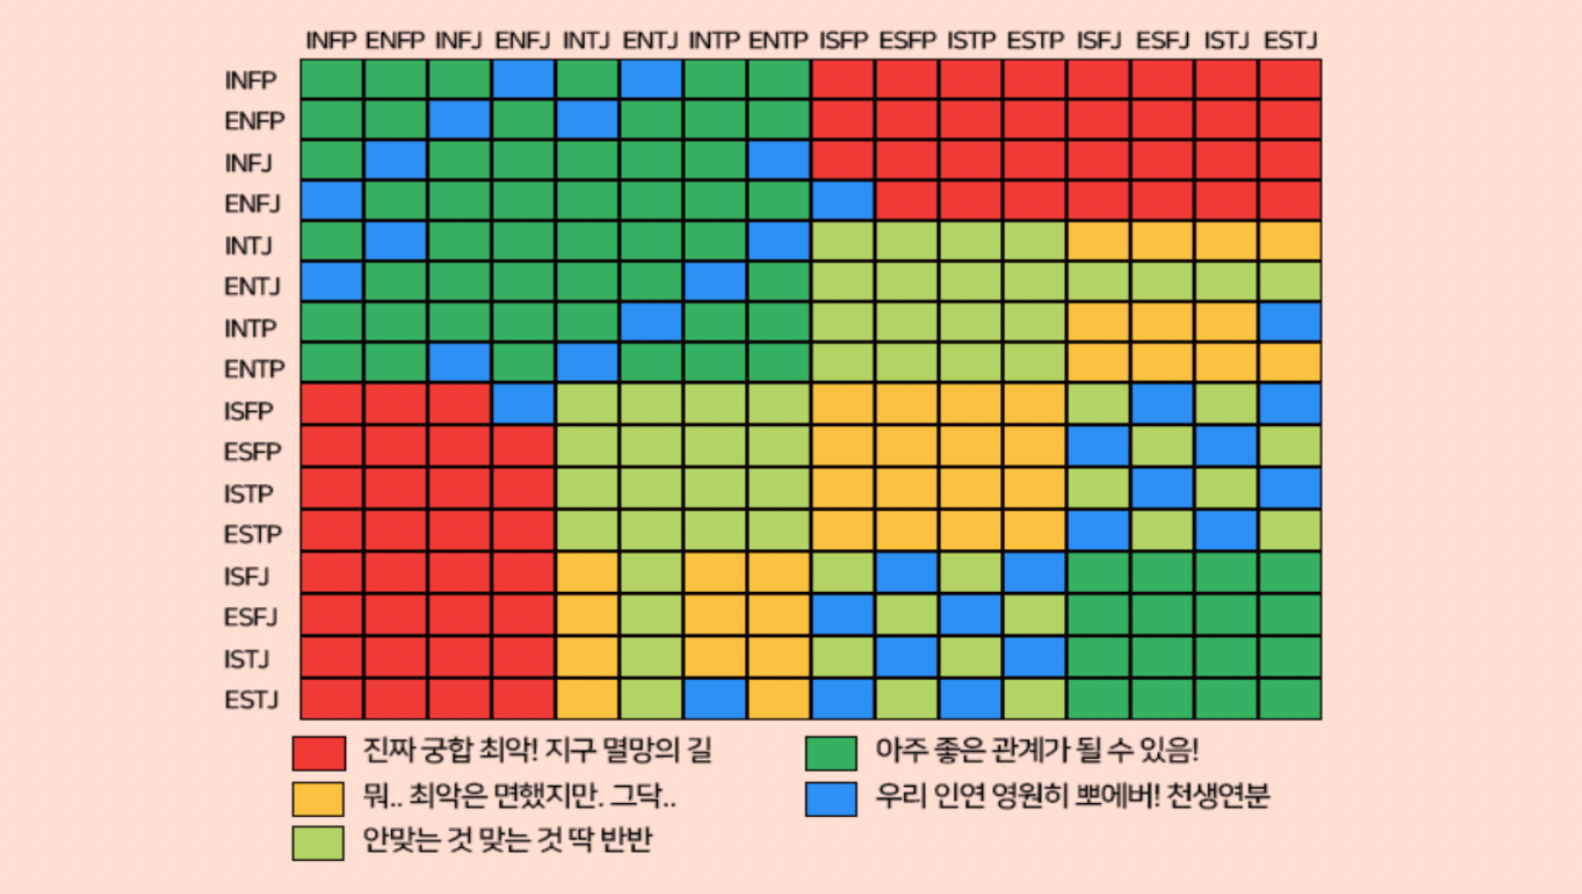 INFP ENFP INFJ ENFJ INTJ ENTJ INTP ENTP ISFP ESFP ISTP ESTP ISFJ ESFJ ISTJ ESTJ
INFP
ENFP
INFJ
ENFJ
INTJ
ENTJ
INTP
ENTP
ISFP
ESFP
ISTP
ESTP
ISFJ
ESFJ
ISTJ
ESTJ
진짜 궁합 최악! 지구 멸망의 길
아주 좋은 관계가 될 수 있음!
뭐.. 최악은 면했지만. 그닥..
우리 인연 영원히 뽀에버! 천생연분
안맞는 것 맞는 것 딱 반반